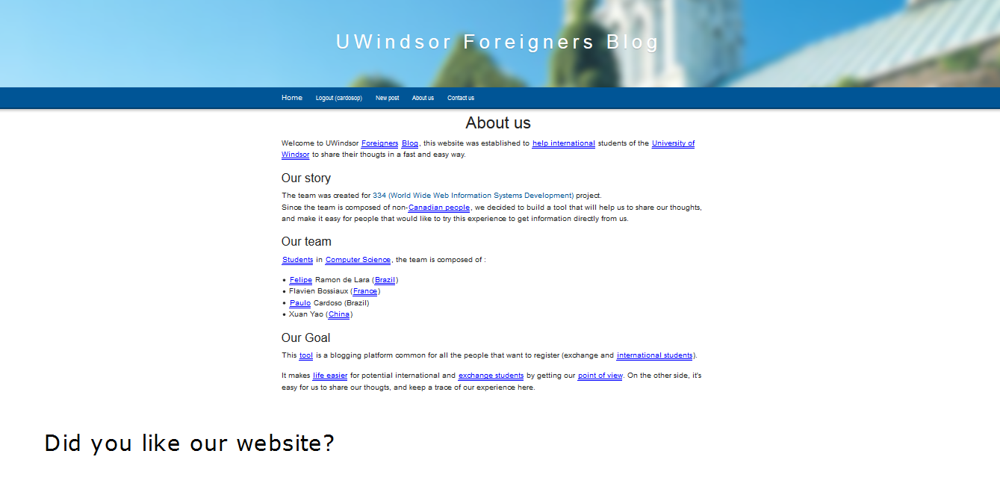 UWindsor Foreigners Blog
Home Logout (cardosop) New post About us Contact us
About us
Welcome to UWindsor Foreigners Blog, this website was established to help international students of the University of
Windsor to share their thougts in a fast and easy way.
Our story
The team was created for 334 (World Wide Web Information Systems Development) project.
Since the team is composed of non-Canadian people, we decided to build a tool that will help us to share our thoughts,
and make it easy for people that would like to try this experience to get information directly from us.
Our team
Students in Computer Science, the team is composed of :
• Felipe Ramon de Lara (Brazil)
• Flavien Bossiaux (France)
• Paulo Cardoso (Brazil)
• Xuan Yao (China)
Our Goal
This tool is a blogging platform common for all the people that want to register (exchange and international students).
It makes life easier for potential international and exchange students by getting our point of view. On the other side, it's
easy for us to share our thougts, and keep a trace of our experience here.
Did you like our website?